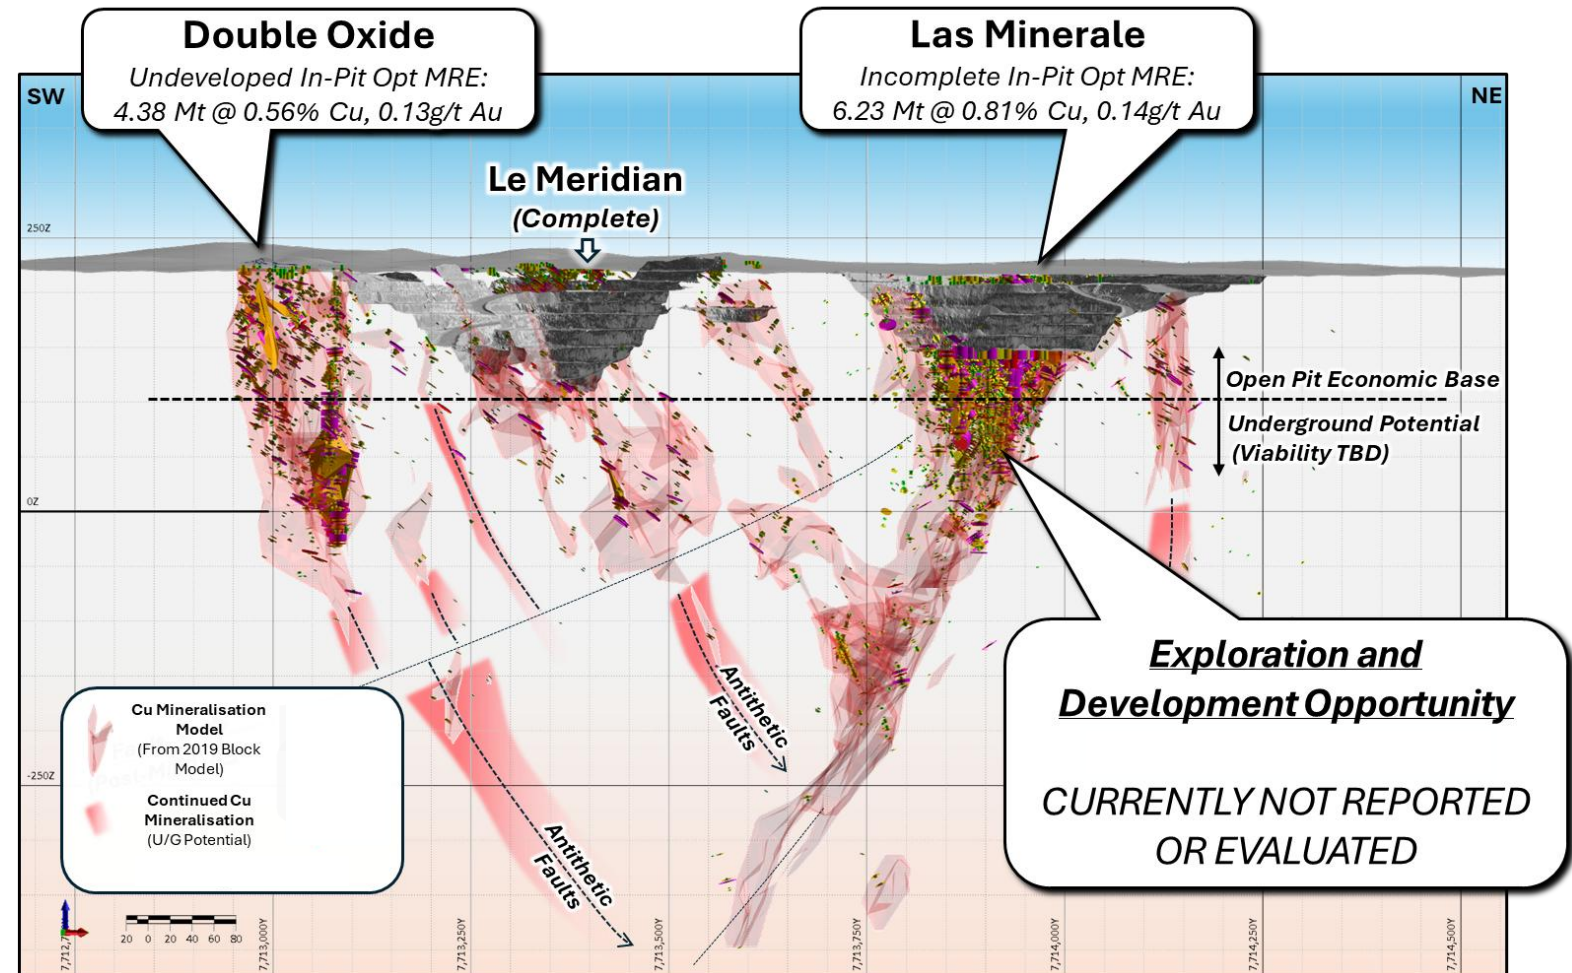 Double Oxide
Undeveloped In-Pit Opt MRE:
4.38 Mt @ 0.56% Cu, 0.13g/t Au
Las Minerale
Incomplete In-Pit Opt MRE:
6.23 Mt @ 0.81% Cu, 0.14g/t Au
SW
NE
Le Meridian
(Complete)
250Z
Open Pit Economic Base
Underground Potential
(Viability TBD)
0Z
Exploration and
Development Opportunity
CURRENTLY NOT REPORTED
OR EVALUATED
Antithetic
Faults
Cu Mineralisation
Model
(From 2019 Block
Model)
Continued Cu
Mineralisation
(U/G Potential)
-250Z
Antithetic
Faults
20 0 20 40 60 80
7,713,000Y
7,713,250Y
7,713,500Y
7,713,750Y
7,714,000Y
7,714,250Y
7,714,500Y